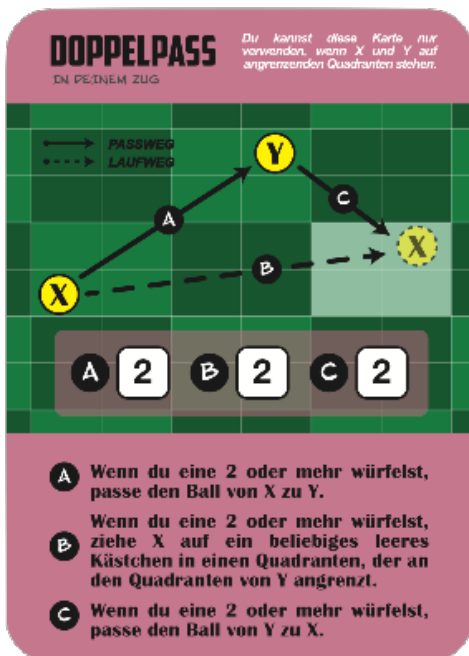 DOPPELPASS
IN DEINEM ZUG
Du kannst diese Karte nur
verwenden, wenn X und Y auf
angrenzenden Quadranten stehen.
PASSWEG
LAUFWEG
Y
A
C
X
B
X
A 2 B 2 C 2
A Wenn du eine 2 oder mehr würfelst,
passe den Ball von X zu Y.
B Wenn du eine 2 oder mehr würfelst,
ziehe X auf ein beliebiges leeres
Kästchen in einen Quadranten, der an
den Quadranten von Y angrenzt.
C Wenn du eine 2 oder mehr würfelst,
passe den Ball von Y zu X.